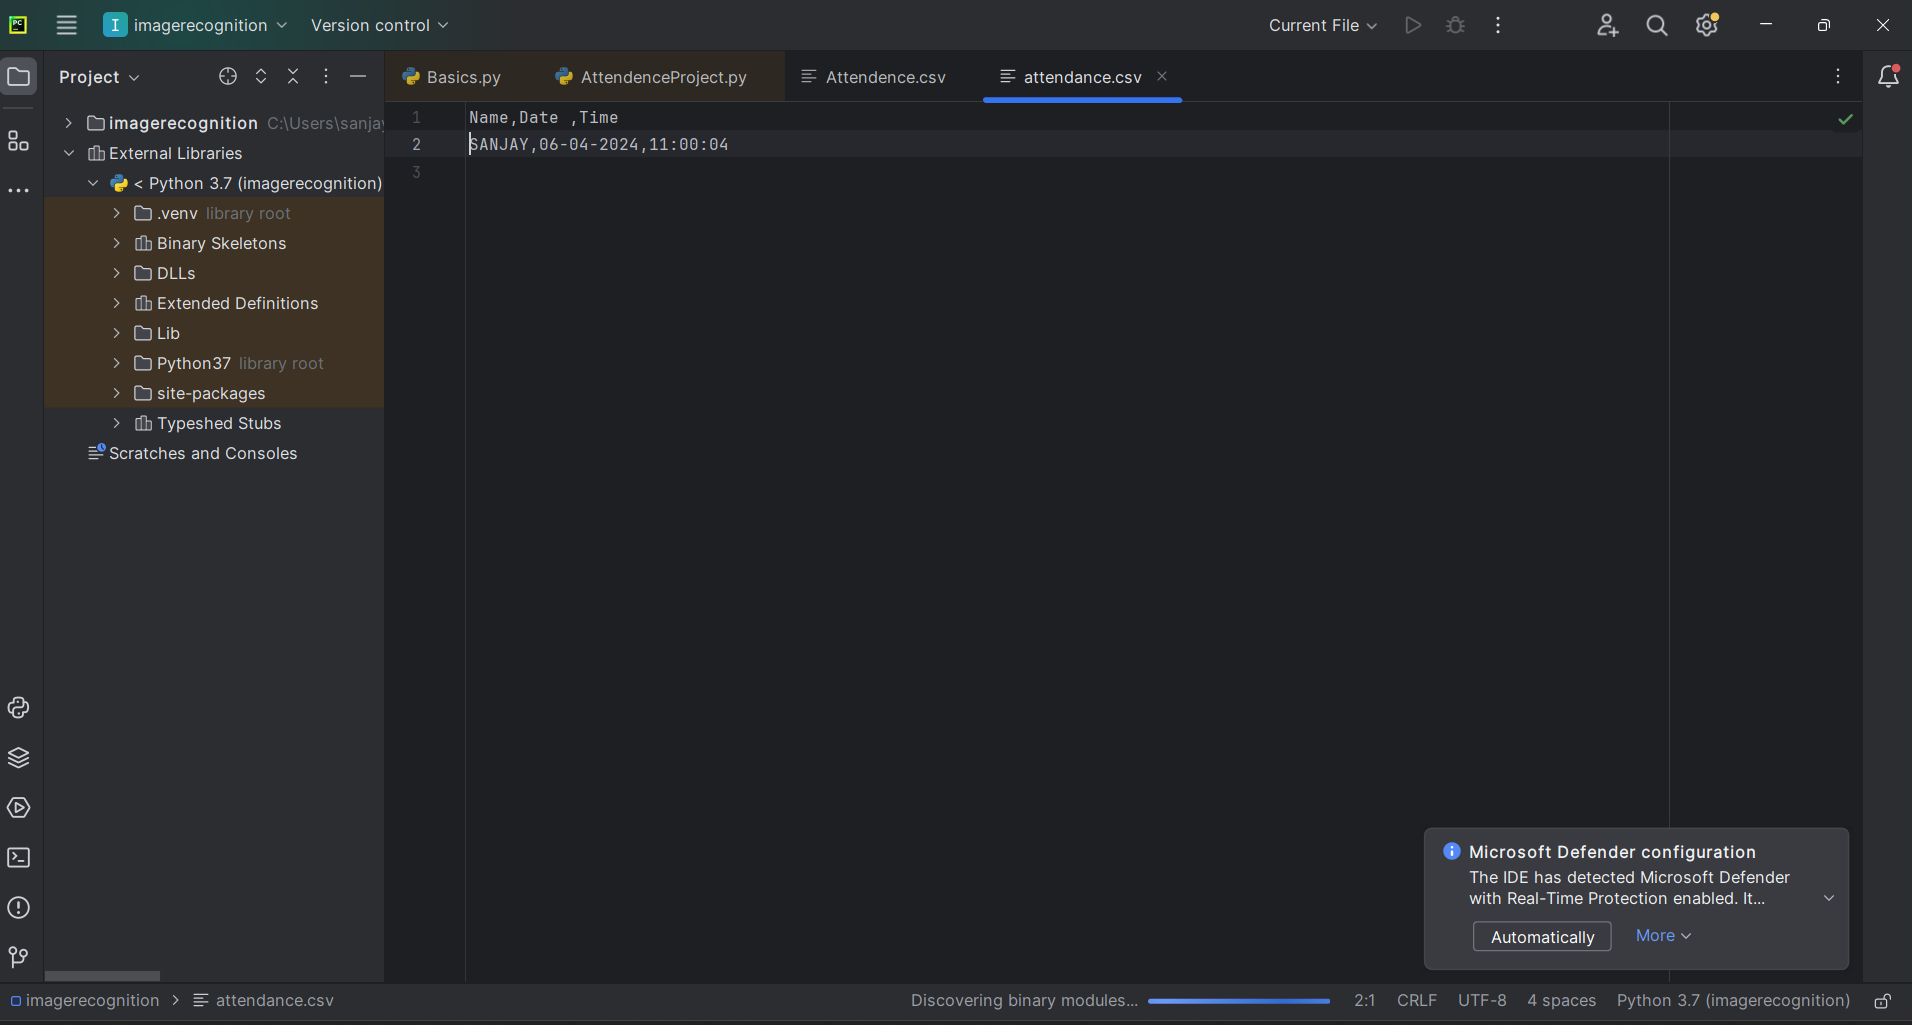 PC
I imagerecognition Version control Current File
Project
Basics.py AttendenceProject.py Attendence.csv attendance.csv
imagerecognition C:\Users\sanjay
External Libraries
< Python 3.7 (imagerecognition)
.venv library root
Binary Skeletons
DLLs
Extended Definitions
Lib
Python37 library root
site-packages
Typeshed Stubs
Scratches and Consoles
1 Name,Date ,Time
2 SANJAY,06-04-2024,11:00:04
3
Microsoft Defender configuration
The IDE has detected Microsoft Defender
with Real-Time Protection enabled. It...
Automatically More
imagerecognition > attendance.csv Discovering binary modules... 2:1 CRLF UTF-8 4 spaces Python 3.7 (imagerecognition)